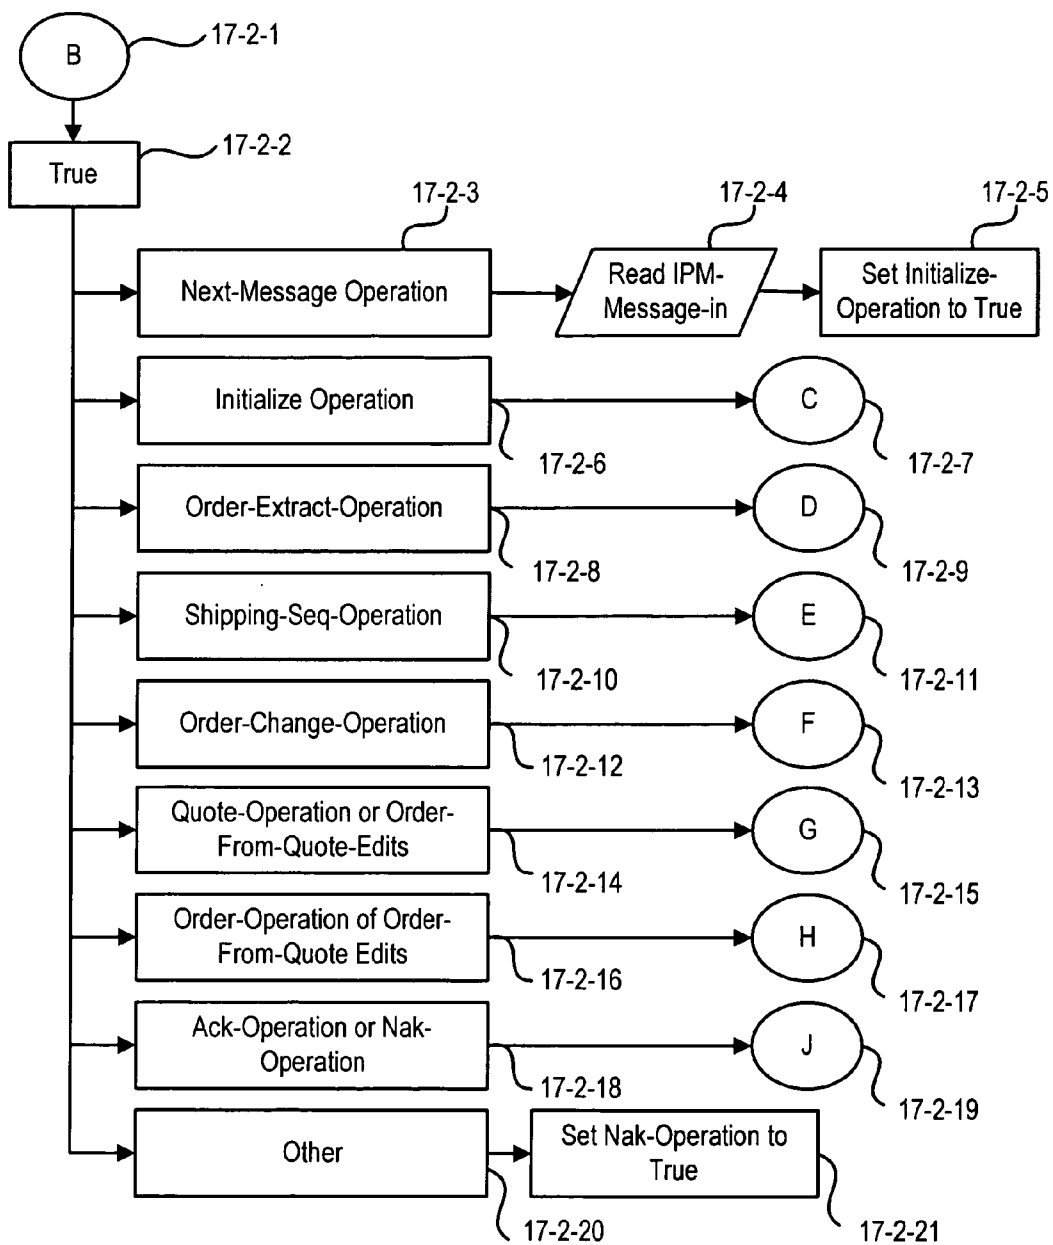 B
17-2-1
True
17-2-2
17-2-3
17-2-4
17-2-5
Next-Message Operation
Read IPM-
Message-in
Set Initialize-
Operation to True
Initialize Operation
C
17-2-6
17-2-7
Order-Extract-Operation
D
17-2-8
17-2-9
Shipping-Seq-Operation
E
17-2-10
17-2-11
Order-Change-Operation
F
17-2-12
17-2-13
Quote-Operation or Order-
From-Quote-Edits
G
17-2-14
17-2-15
Order-Operation of Order-
From-Quote Edits
H
17-2-16
17-2-17
Ack-Operation or Nak-
Operation
J
17-2-18
17-2-19
Other
Set Nak-Operation to
True
17-2-20
17-2-21